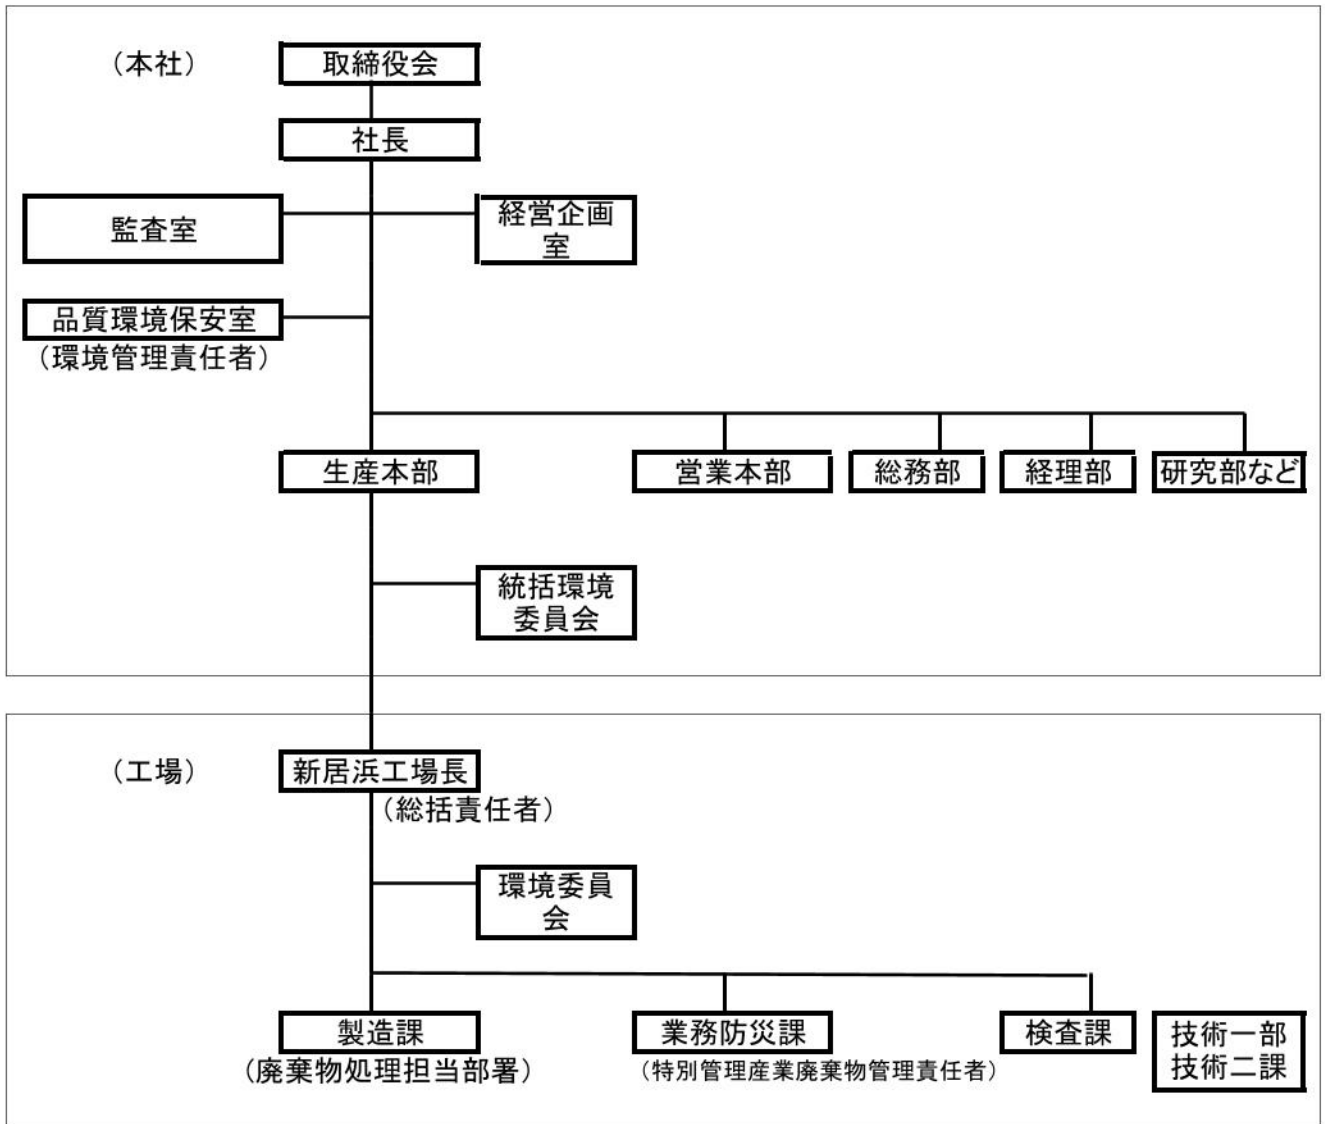 （本社）
取締役会
社長
監査室
経営企画
室
品質環境保安室
（環境管理責任者）
生産本部
営業本部
総務部
経理部
研究部など
統括環境
委員会
（工場）
新居浜工場長
（総括責任者）
環境委員
会
製造課
（廃棄物処理担当部署）
業務防災課
（特別管理産業廃棄物管理責任者）
検査課
技術一部
技術二課